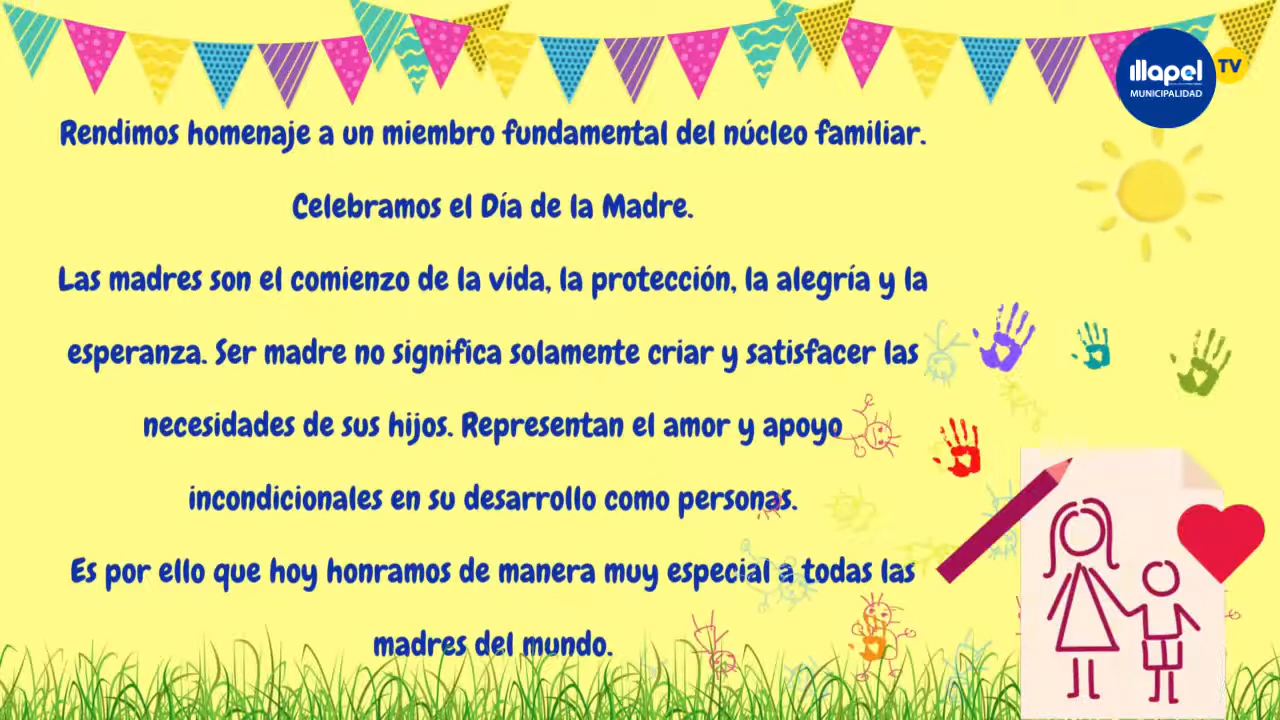 illapel
MUNICIPALIDAD
TV
Rendimos homenaje a un miembro fundamental del núcleo familiar.
Celebramos el Día de la Madre.
Las madres son el comienzo de la vida, la protección, la alegría y la
esperanza. Ser madre no significa solamente criar y satisfacer las
necesidades de sus hijos. Representan el amor y apoyo
incondicionales en su desarrollo como personas.
Es por ello que hoy honramos de manera muy especial a todas las
madres del mundo.